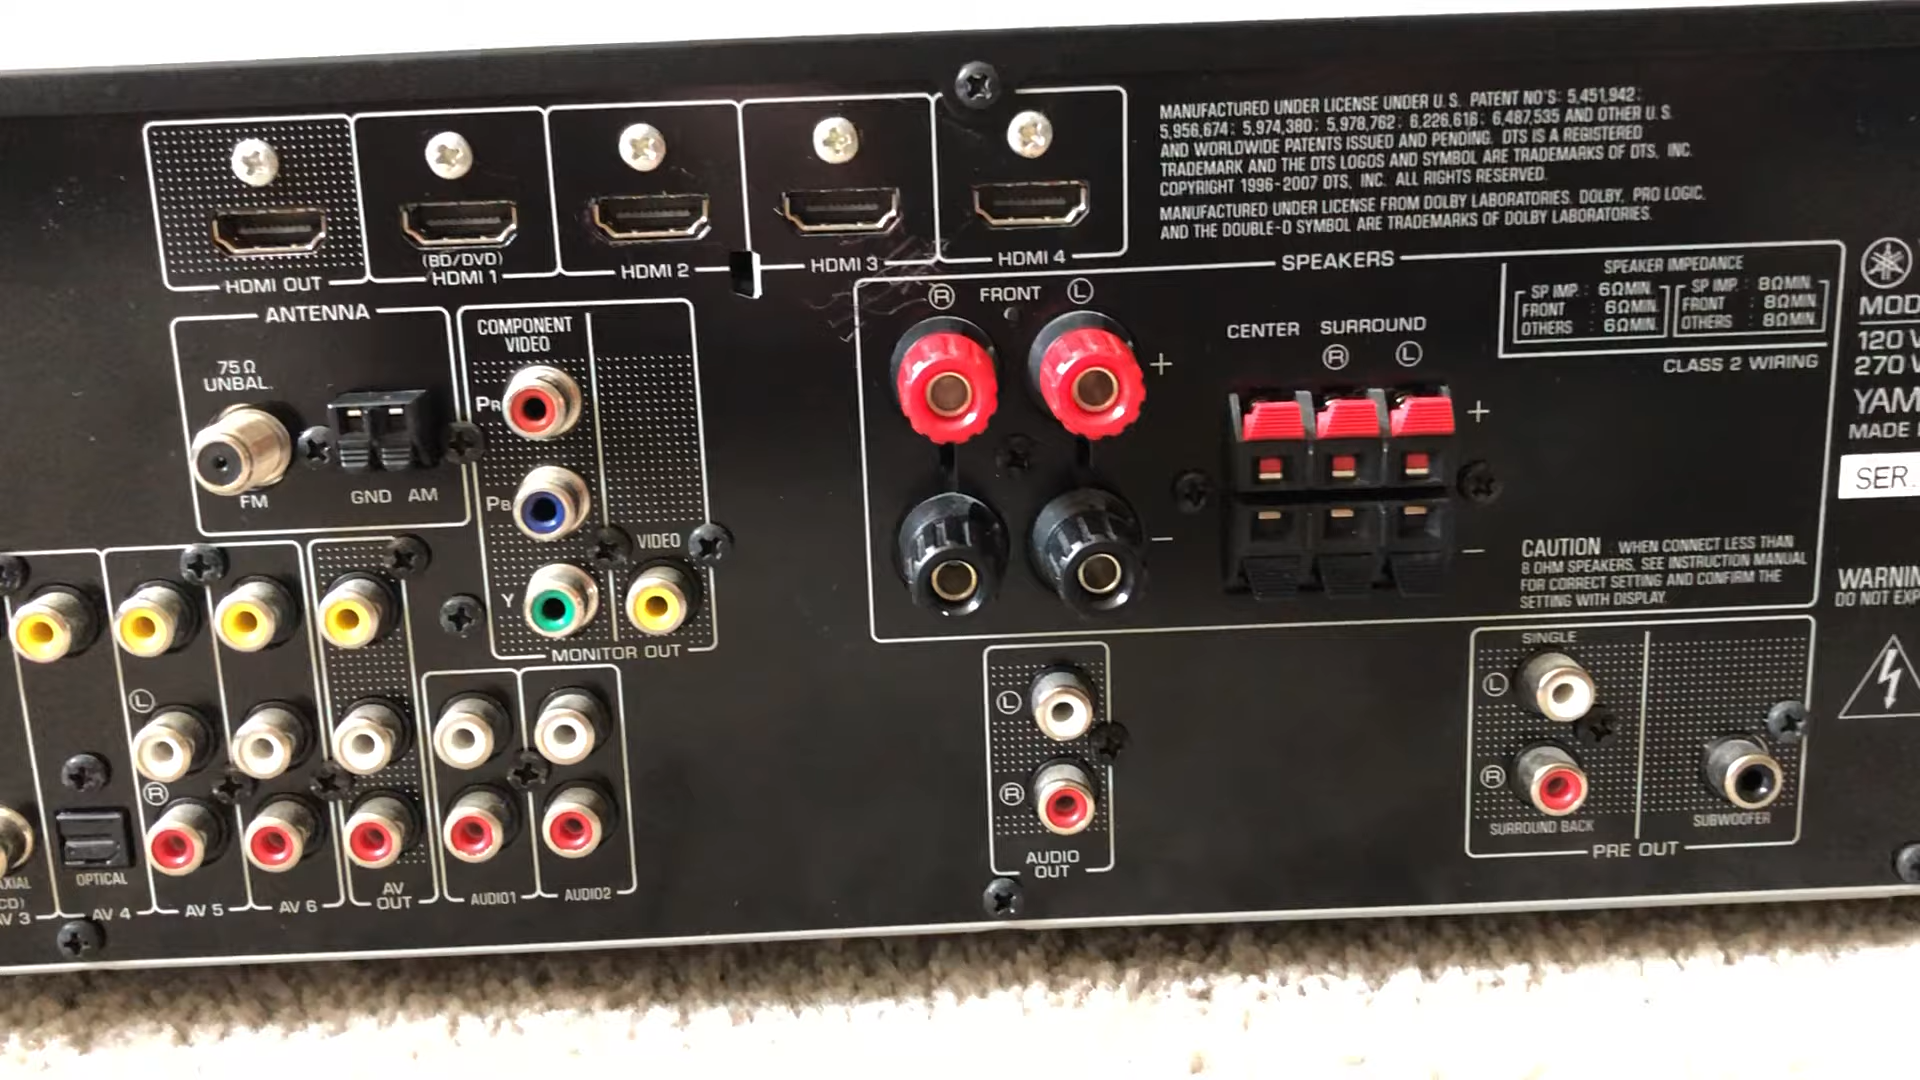 MANUFACTURED UNDER LICENSE UNDER U.S. PATENT NO'S: 5,451,942;
5,956,674; 5,974,380; 5,978,762; 6,226,616; 6,487,535 AND OTHER U.S.
AND WORLDWIDE PATENTS ISSUED AND PENDING. DTS IS A REGISTERED
TRADEMARK AND THE DTS LOGOS AND SYMBOL ARE TRADEMARKS OF DTS, INC.
COPYRIGHT 1996-2007 DTS, INC. ALL RIGHTS RESERVED.
MANUFACTURED UNDER LICENSE FROM DOLBY LABORATORIES. DOLBY, PRO LOGIC,
AND THE DOUBLE-D SYMBOL ARE TRADEMARKS OF DOLBY LABORATORIES.
HDMI OUT
(BD/DVD)
HDMI 1
HDMI 2
HDMI 3
HDMI 4
ANTENNA
75Ω
UNBAL.
FM
GND AM
COMPONENT
VIDEO
PR
PB
Y
VIDEO
MONITOR OUT
SPEAKERS
R FRONT L
+
−
CENTER SURROUND
R L
+
−
SPEAKER IMPEDANCE
SP IMP. : 6ΩMIN.
FRONT : 6ΩMIN.
OTHERS : 6ΩMIN.
SP IMP. : 8ΩMIN.
FRONT : 8ΩMIN.
OTHERS : 8ΩMIN.
CLASS 2 WIRING
CAUTION : WHEN CONNECT LESS THAN
8 OHM SPEAKERS, SEE INSTRUCTION MANUAL
FOR CORRECT SETTING AND CONFIRM THE
SETTING WITH DISPLAY.
MOD
120 V
270 W
YAM
MADE
SER.
WARNIN
DO NOT EXP
L
R
OPTICAL
AXIAL
CD)
AV 3
AV 4
AV 5
AV 6
AV
OUT
AUDIO1
AUDIO2
L
R
AUDIO
OUT
SINGLE
L
R
SURROUND BACK
SUBWOOFER
PRE OUT